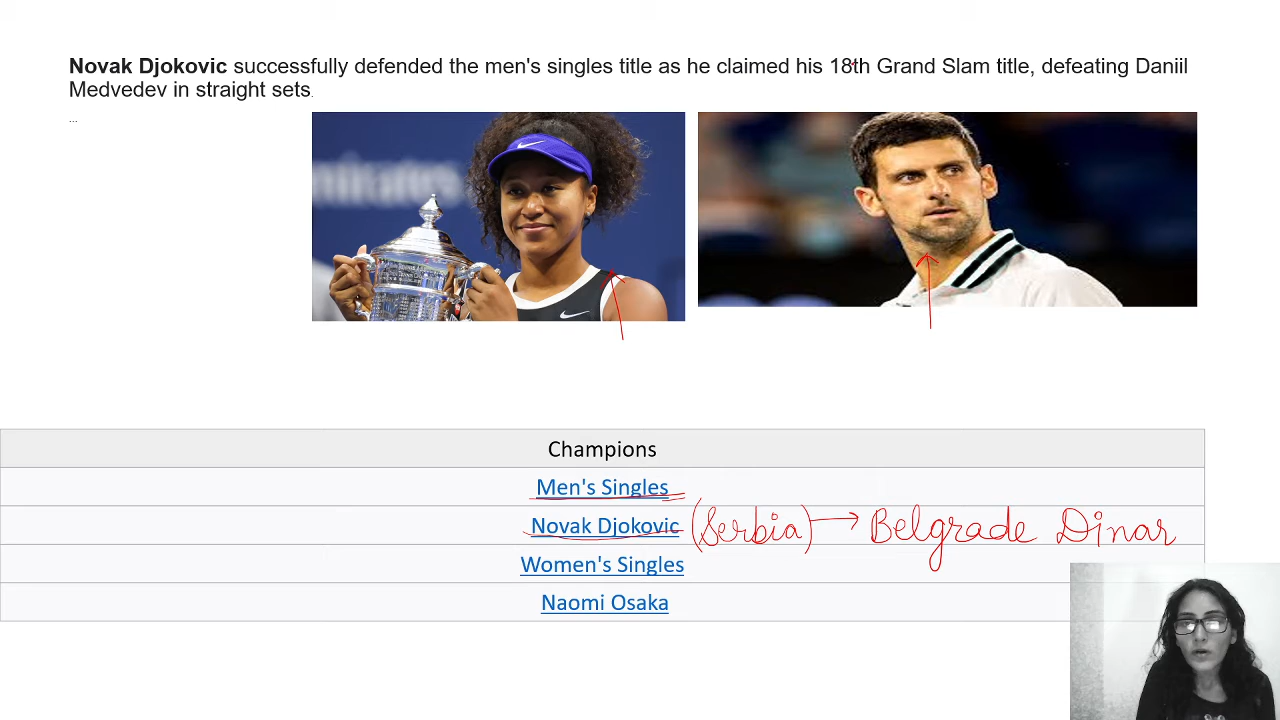 Novak Djokovic successfully defended the men's singles title as he claimed his 18th Grand Slam title, defeating Daniil
Medvedev in straight sets.
...
Emirates
Champions
Men's Singles
Novak Djokovic (Serbia) → Belgrade Dinar
Women's Singles
Naomi Osaka